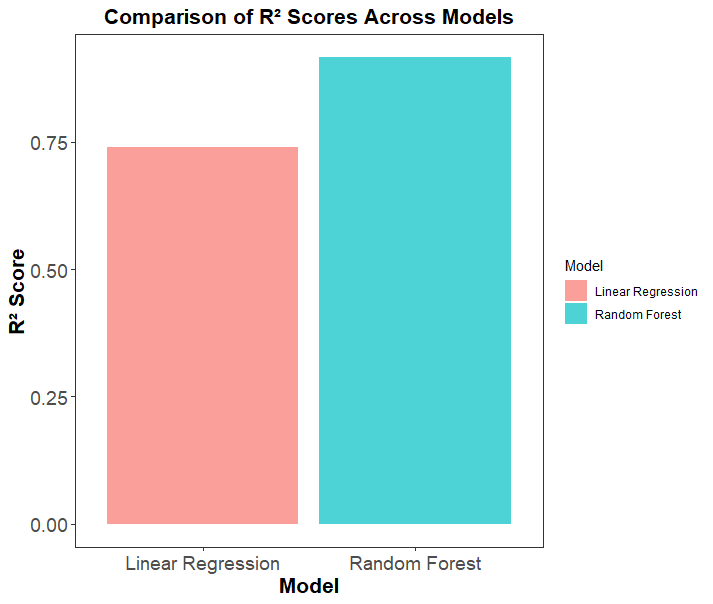 Comparison of R² Scores Across Models
R² Score
0.75
0.50
0.25
0.00
Linear Regression
Random Forest
Model
Model
Linear Regression
Random Forest